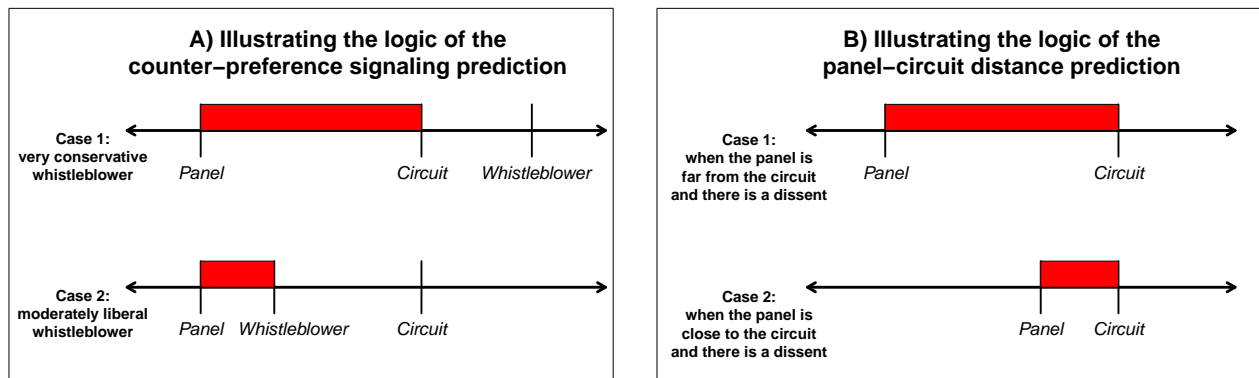 A) Illustrating the logic of the
counter−preference signaling prediction
Case 1:
very conservative
whistleblower
Panel
Circuit
Whistleblower
Case 2:
moderately liberal
whistleblower
Panel
Whistleblower
Circuit
B) Illustrating the logic of the
panel−circuit distance prediction
Case 1:
when the panel is
far from the circuit
and there is a dissent
Panel
Circuit
Case 2:
when the panel is
close to the circuit
and there is a dissent
Panel
Circuit